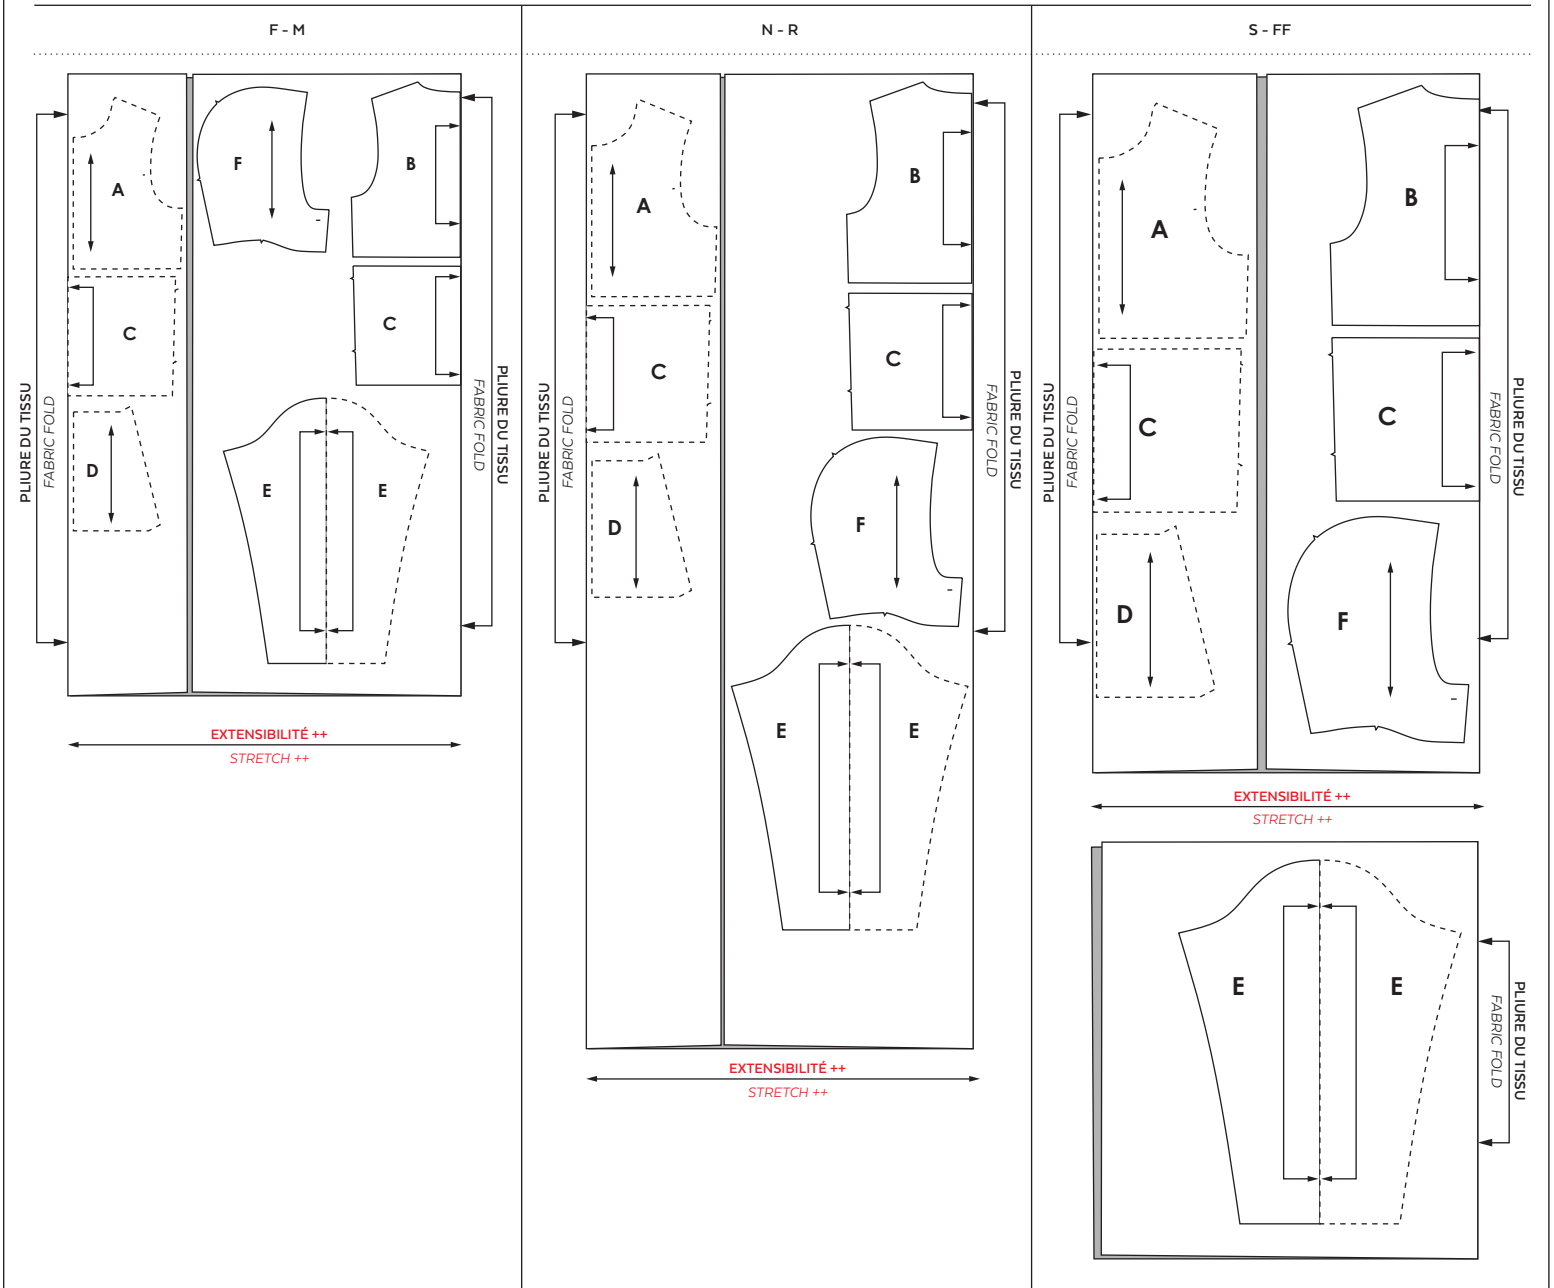 F - M
A
F
B
C
C
D
E
E
PLIURE DU TISSU
FABRIC FOLD
PLIURE DU TISSU
FABRIC FOLD
EXTENSIBILITÉ ++
STRETCH ++
N - R
A
B
C
C
D
F
E
E
PLIURE DU TISSU
FABRIC FOLD
PLIURE DU TISSU
FABRIC FOLD
EXTENSIBILITÉ ++
STRETCH ++
S - FF
A
B
C
C
D
F
PLIURE DU TISSU
FABRIC FOLD
PLIURE DU TISSU
FABRIC FOLD
EXTENSIBILITÉ ++
STRETCH ++
E
E
PLIURE DU TISSU
FABRIC FOLD